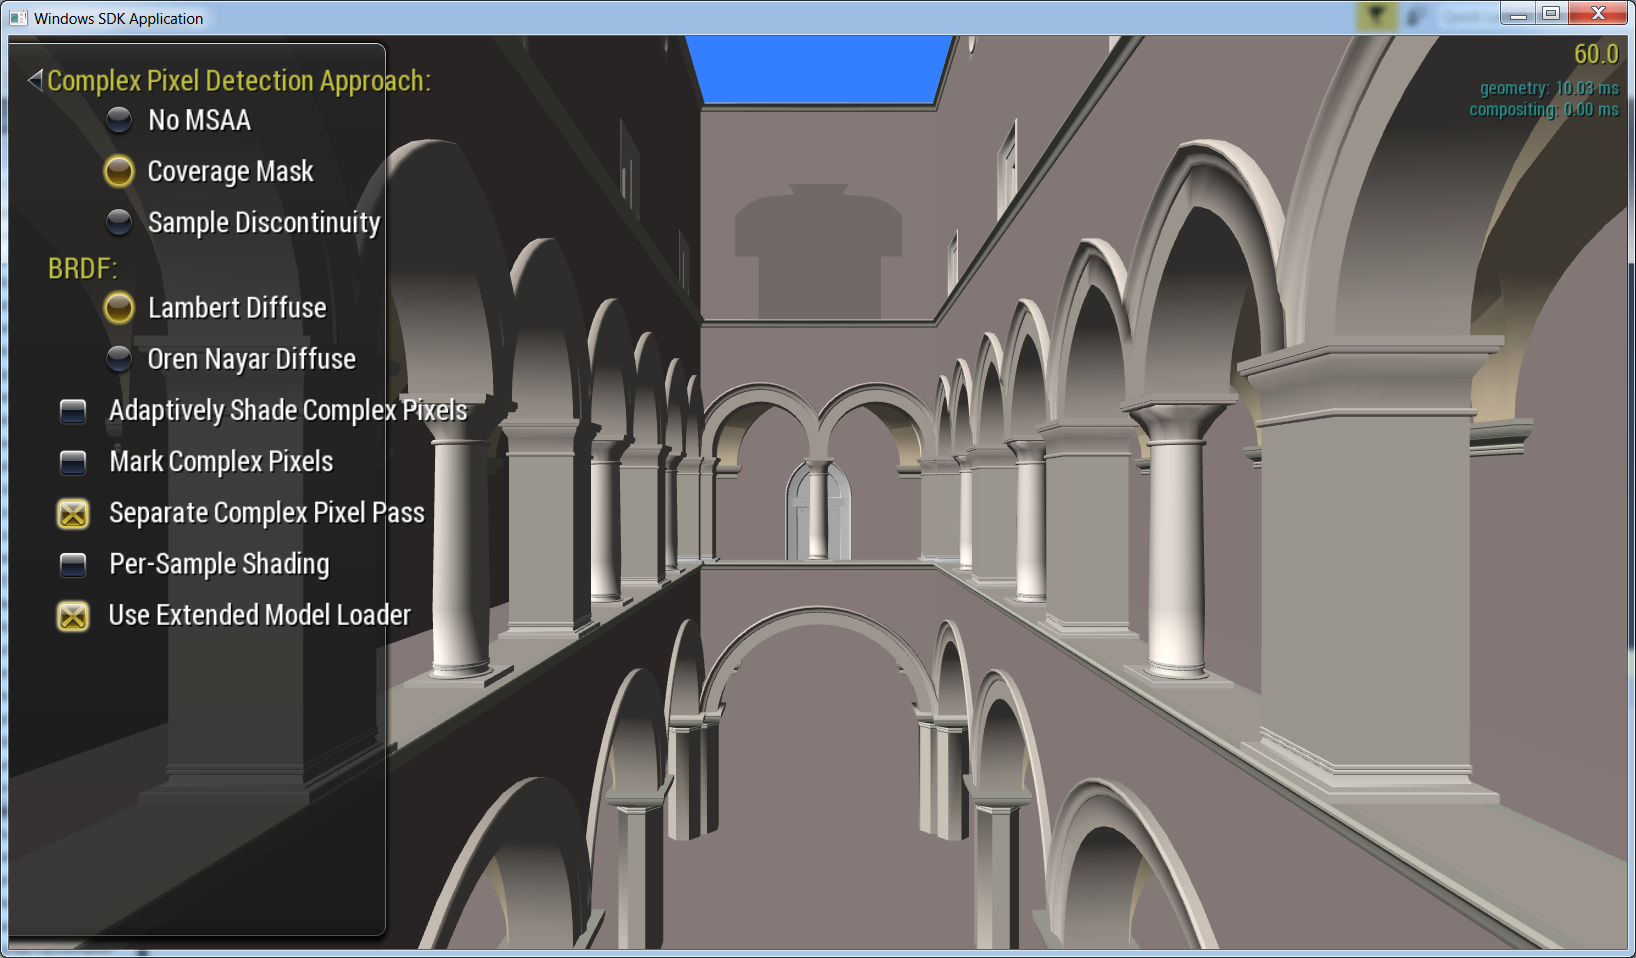 Windows SDK Application
60.0
geometry: 10.03 ms
compositing: 0.00 ms
Complex Pixel Detection Approach:
No MSAA
Coverage Mask
Sample Discontinuity
BRDF:
Lambert Diffuse
Oren Nayar Diffuse
Adaptively Shade Complex Pixels
Mark Complex Pixels
Separate Complex Pixel Pass
Per-Sample Shading
Use Extended Model Loader